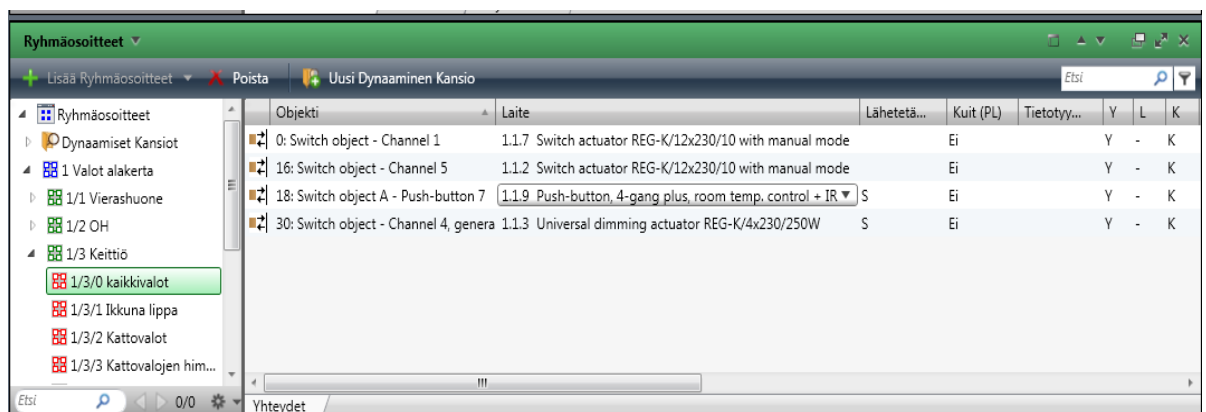 Ryhmäosoitteet
Lisää Ryhmäosoitteet Poista Uusi Dynaaminen Kansio Etsi
Ryhmäosoitteet
Dynaamiset Kansiot
1 Valot alakerta
1/1 Vierashuone
1/2 OH
1/3 Keittiö
1/3/0 kaikkivalot
1/3/1 Ikkuna lippa
1/3/2 Kattovalot
1/3/3 Kattovalojen him...
Etsi 0/0
Objekti Laite Lähetetä... Kuit (PL) Tietotyy... Y L K
0: Switch object - Channel 1 1.1.7 Switch actuator REG-K/12x230/10 with manual mode Ei Y - K
16: Switch object - Channel 5 1.1.2 Switch actuator REG-K/12x230/10 with manual mode Ei Y - K
18: Switch object A - Push-button 7 1.1.9 Push-button, 4-gang plus, room temp. control + IR S Ei Y - K
30: Switch object - Channel 4, genera 1.1.3 Universal dimming actuator REG-K/4x230/250W S Ei Y - K
Yhteydet